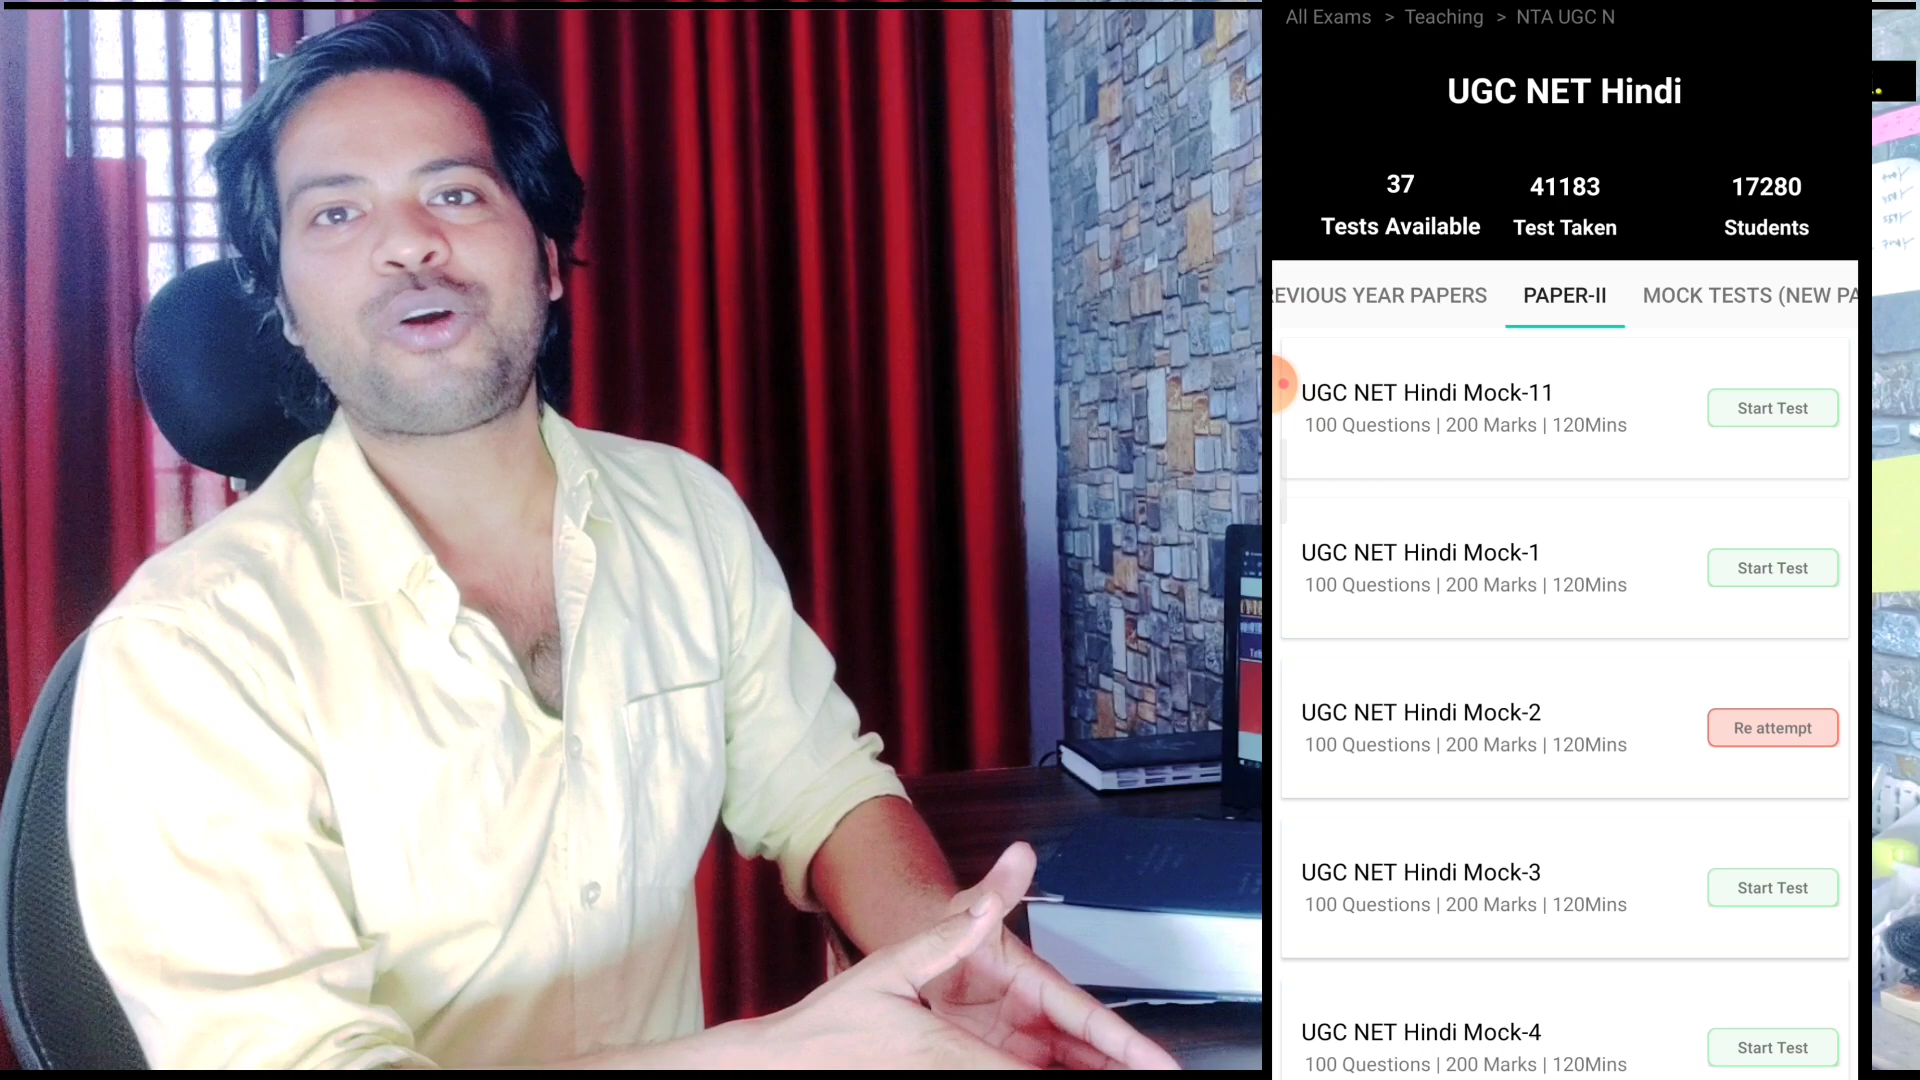 All Exams > Teaching > NTA UGC N
UGC NET Hindi
37 41183 17280
Tests Available Test Taken Students
EVIOUS YEAR PAPERS PAPER-II MOCK TESTS (NEW PA
UGC NET Hindi Mock-11
100 Questions | 200 Marks | 120Mins
Start Test
UGC NET Hindi Mock-1
100 Questions | 200 Marks | 120Mins
Start Test
UGC NET Hindi Mock-2
100 Questions | 200 Marks | 120Mins
Re attempt
UGC NET Hindi Mock-3
100 Questions | 200 Marks | 120Mins
Start Test
UGC NET Hindi Mock-4
100 Questions | 200 Marks | 120Mins
Start Test